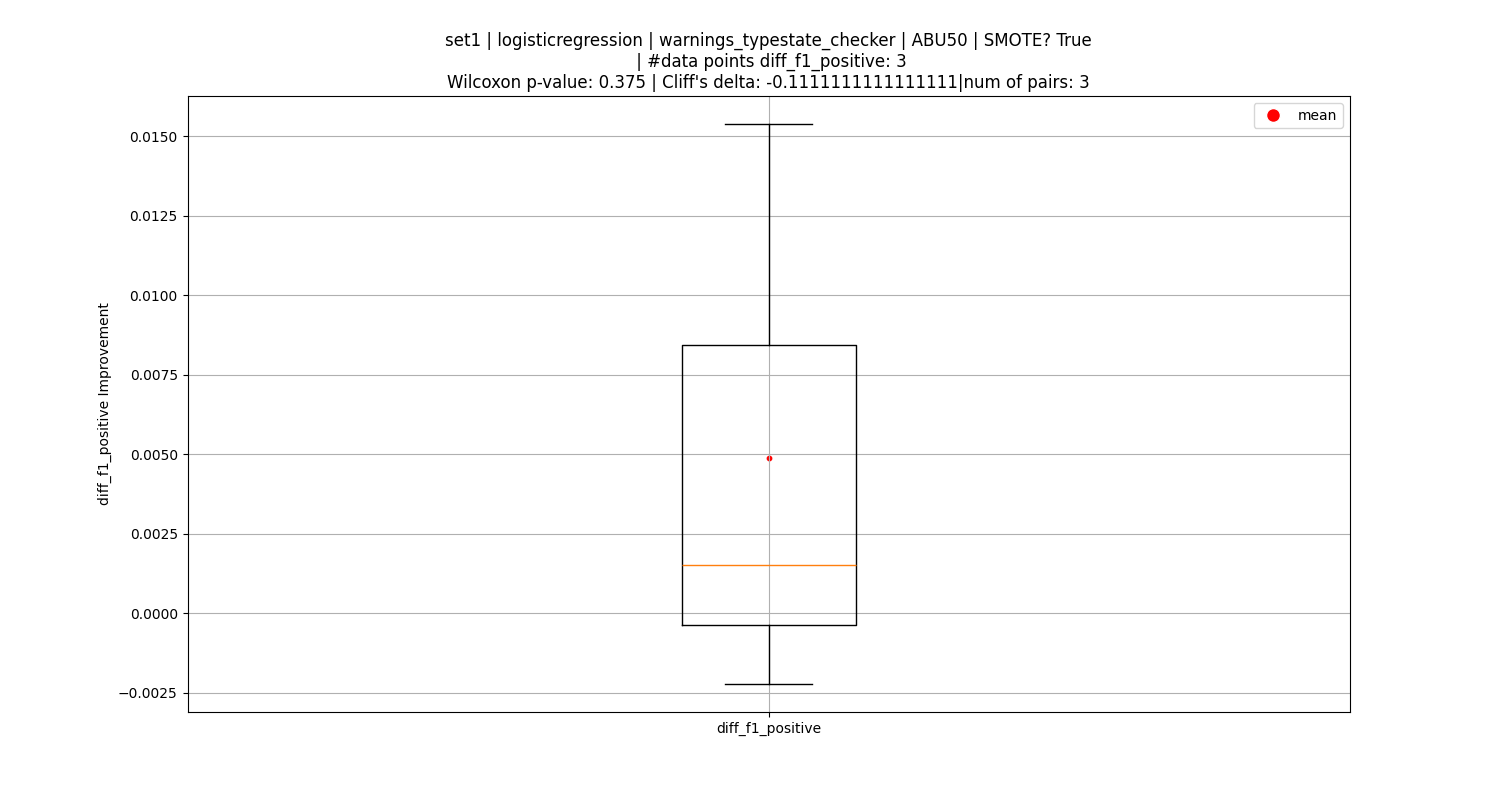 set1 | logisticregression | warnings_typestate_checker | ABU50 | SMOTE? True
| #data points diff_f1_positive: 3
Wilcoxon p-value: 0.375 | Cliff's delta: -0.1111111111111111|num of pairs: 3
mean
0.0150
0.0125
0.0100
0.0075
0.0050
0.0025
0.0000
−0.0025
diff_f1_positive Improvement
diff_f1_positive